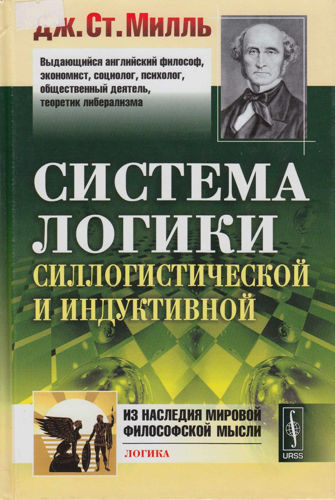 Дж. Ст. Милль
Выдающийся английский философ,
экономист, социолог, психолог,
общественный деятель,
теоретик либерализма
СИСТЕМА
ЛОГИКИ
СИЛЛОГИСТИЧЕСКОЙ
И ИНДУКТИВНОЙ
ИЗ НАСЛЕДИЯ МИРОВОЙ
ФИЛОСОФСКОЙ МЫСЛИ
ЛОГИКА
URSS